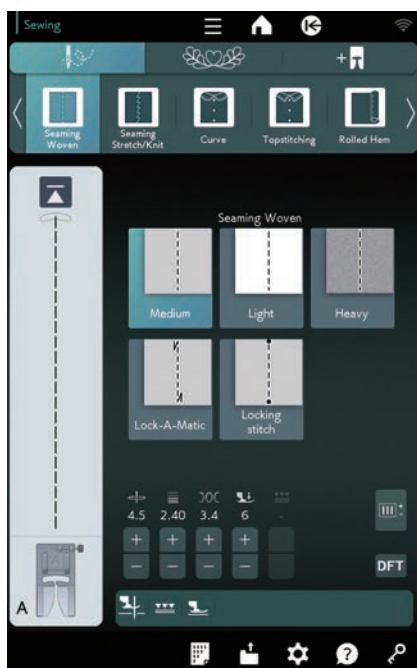 Sewing
Seaming
Woven
Seaming
Stretch/Knit
Curve
Topstitching
Rolled Hem
Seaming Woven
Medium
Light
Heavy
Lock-A-Matic
Locking
stitch
4.5 2.40 3.4 6 -
+ + + +
- - - -
DFT
A
?